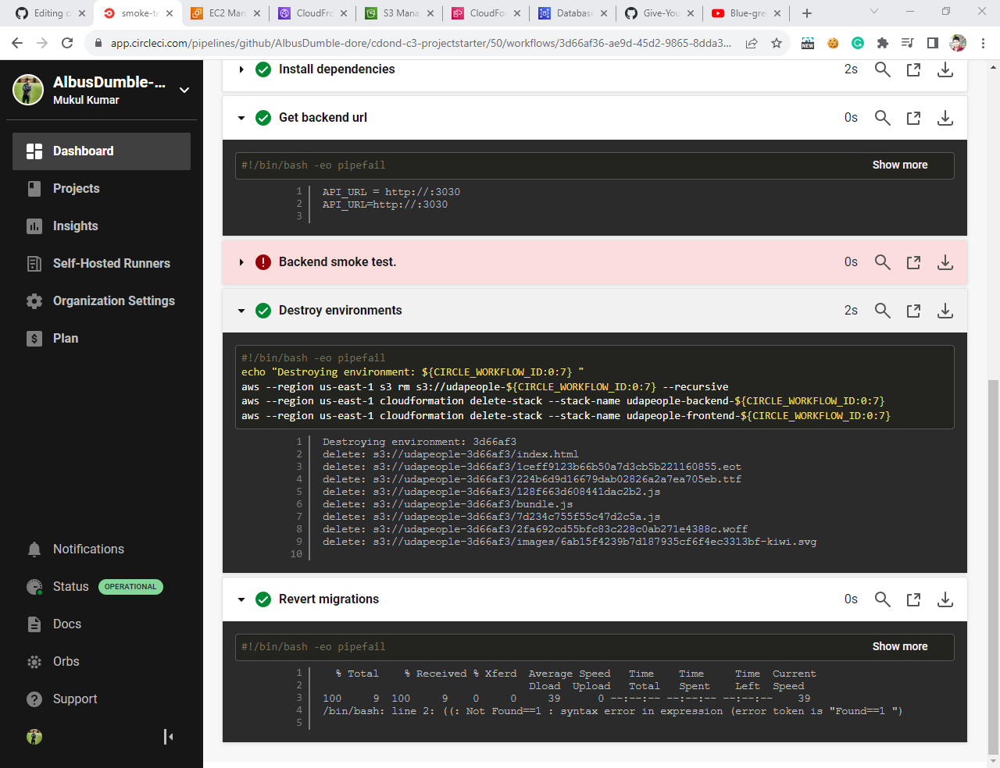 Editing c
smoke-te
EC2 Man
CloudFro
S3 Mana
CloudFo
Database
Give-You
Blue-gre
app.circleci.com/pipelines/github/AlbusDumble-dore/cdond-c3-projectstarter/50/workflows/3d66af36-ae9d-45d2-9865-8dda3...
NEW
AlbusDumble-...
Mukul Kumar
Dashboard
Projects
Insights
Self-Hosted Runners
Organization Settings
Plan
Notifications
Status OPERATIONAL
Docs
Orbs
Support
Install dependencies 2s
Get backend url 0s
#!/bin/bash -eo pipefail Show more
1 API_URL = http://:3030
2 API_URL=http://:3030
3
Backend smoke test. 0s
Destroy environments 2s
#!/bin/bash -eo pipefail
echo "Destroying environment: ${CIRCLE_WORKFLOW_ID:0:7} "
aws --region us-east-1 s3 rm s3://udapeople-${CIRCLE_WORKFLOW_ID:0:7} --recursive
aws --region us-east-1 cloudformation delete-stack --stack-name udapeople-backend-${CIRCLE_WORKFLOW_ID:0:7}
aws --region us-east-1 cloudformation delete-stack --stack-name udapeople-frontend-${CIRCLE_WORKFLOW_ID:0:7}
1 Destroying environment: 3d66af3
2 delete: s3://udapeople-3d66af3/index.html
3 delete: s3://udapeople-3d66af3/1ceff9123b66b50a7d3cb5b221160855.eot
4 delete: s3://udapeople-3d66af3/224b6d9d16679dab02826a2a7ea705eb.ttf
5 delete: s3://udapeople-3d66af3/128f663d608441dac2b2.js
6 delete: s3://udapeople-3d66af3/bundle.js
7 delete: s3://udapeople-3d66af3/7d234c755f55c47d2c5a.js
8 delete: s3://udapeople-3d66af3/2fa692cd55bfc83c228c0ab271e4388c.woff
9 delete: s3://udapeople-3d66af3/images/6ab15f4239b7d187935cf6f4ec3313bf-kiwi.svg
10
Revert migrations 0s
#!/bin/bash -eo pipefail Show more
1 % Total % Received % Xferd Average Speed Time Time Time Current
2 Dload Upload Total Spent Left Speed
3 100 9 100 9 0 0 39 0 --:--:-- --:--:-- --:--:-- 39
4 /bin/bash: line 2: ((: Not Found==1 : syntax error in expression (error token is "Found==1 ")
5